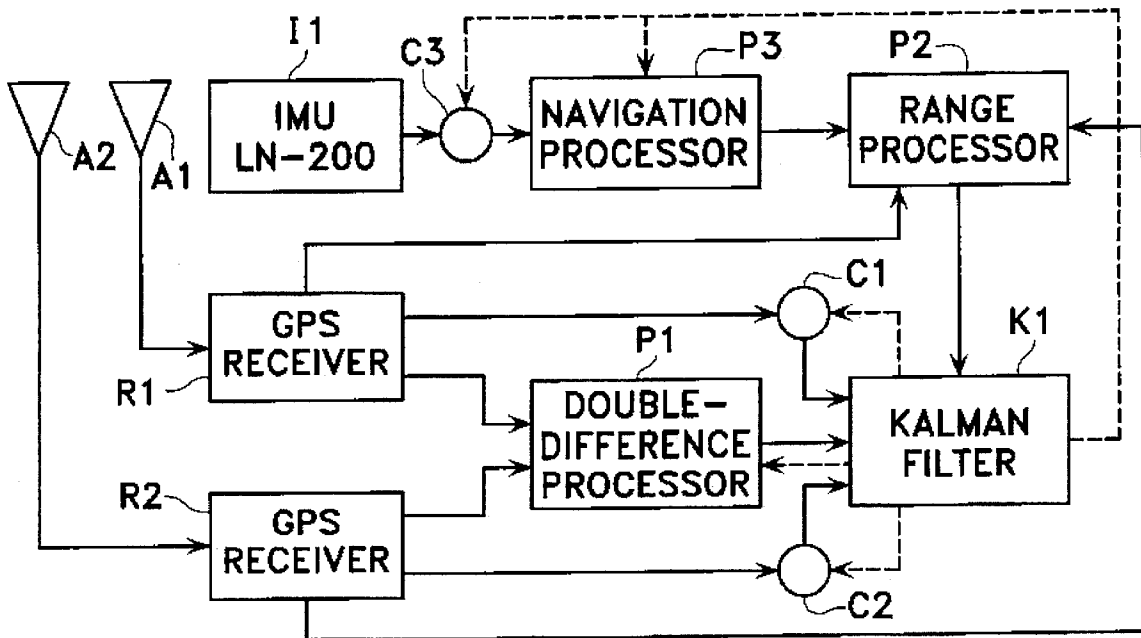 I1
C3
P3
P2
IMU
LN-200
NAVIGATION
PROCESSOR
RANGE
PROCESSOR
A2
A1
C1
P1
K1
GPS
RECEIVER
R1
DOUBLE-
DIFFERENCE
PROCESSOR
KALMAN
FILTER
R2
GPS
RECEIVER
C2